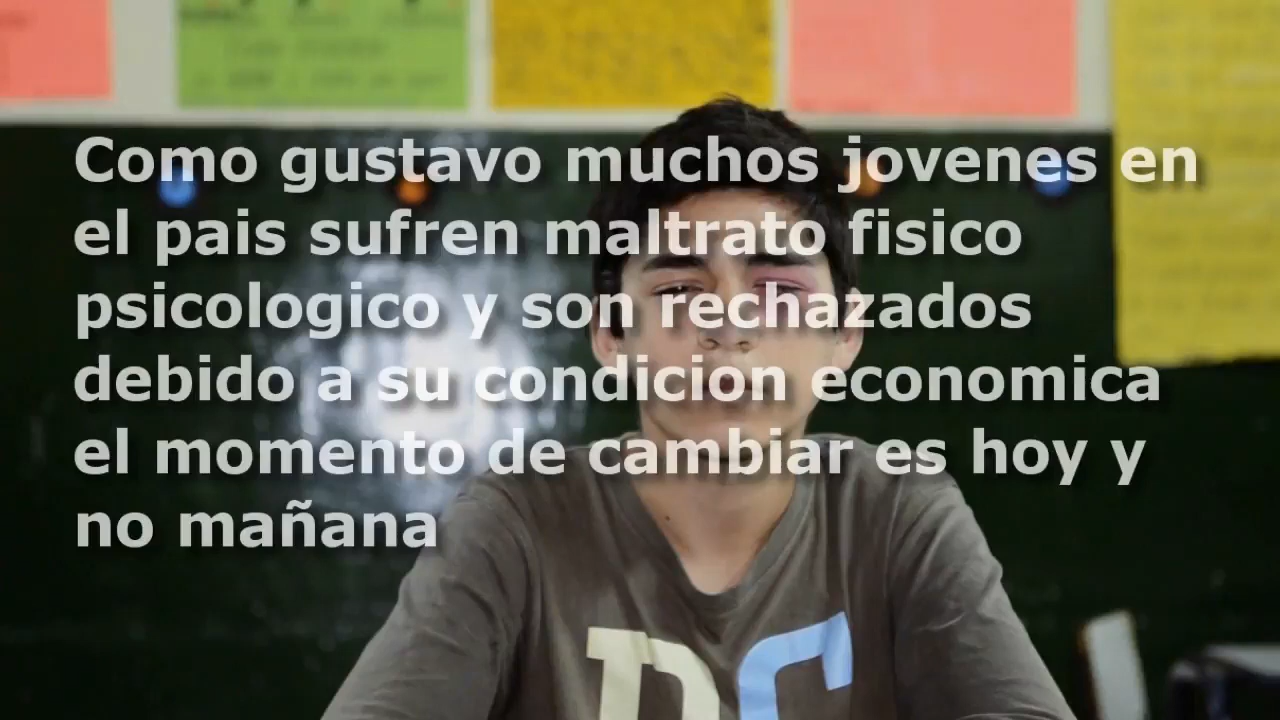 Como gustavo muchos jovenes en
el pais sufren maltrato fisico
psicologico y son rechazados
debido a su condicion economica
el momento de cambiar es hoy y
no mañana
DC